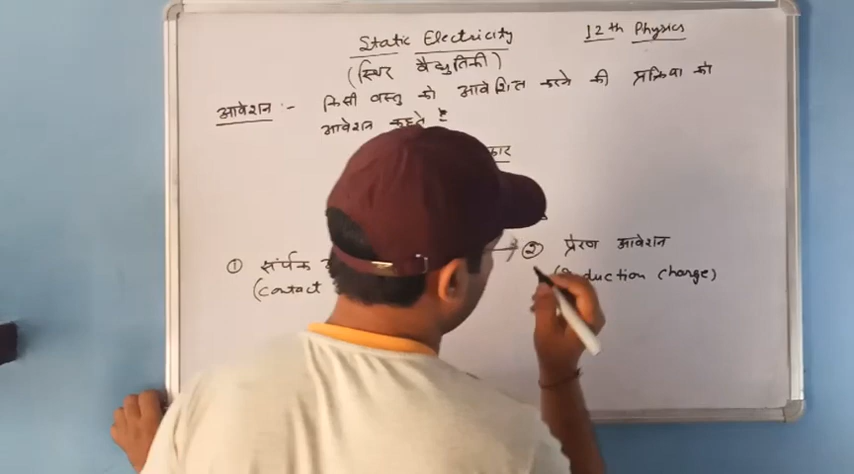 Static Electricity 12th Physics
(स्थिर वैद्युतिकी)
आवेशन :- किसी वस्तु को आवेशित करने की प्रक्रिया को
आवेशन कहते है
① संर्पक ② प्रेरण आवेशन
(Contact duction charge)